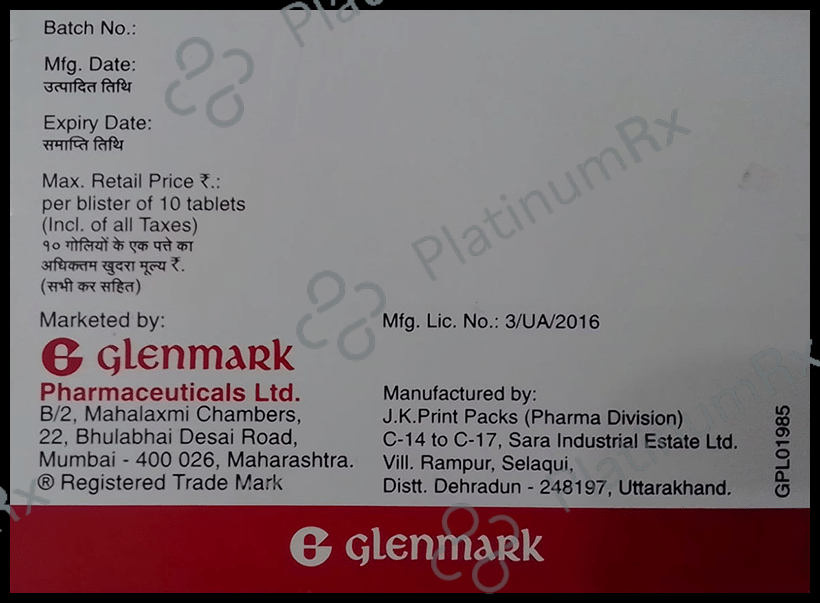 Batch No.:
Mfg. Date:
उत्पादित तिथि
Expiry Date:
समाप्ति तिथि
Max. Retail Price ₹.:
per blister of 10 tablets
(Incl. of all Taxes)
१० गोलियों के एक पत्ते का
अधिकतम खुदरा मूल्य ₹.
(सभी कर सहित)
Marketed by:
glenmark
Pharmaceuticals Ltd.
B/2, Mahalaxmi Chambers,
22, Bhulabhai Desai Road,
Mumbai - 400 026, Maharashtra.
® Registered Trade Mark
Mfg. Lic. No.: 3/UA/2016
Manufactured by:
J.K.Print Packs (Pharma Division)
C-14 to C-17, Sara Industrial Estate Ltd.
Vill. Rampur, Selaqui,
Distt. Dehradun - 248197, Uttarakhand.
GPL01985
glenmark
PlatinumRx